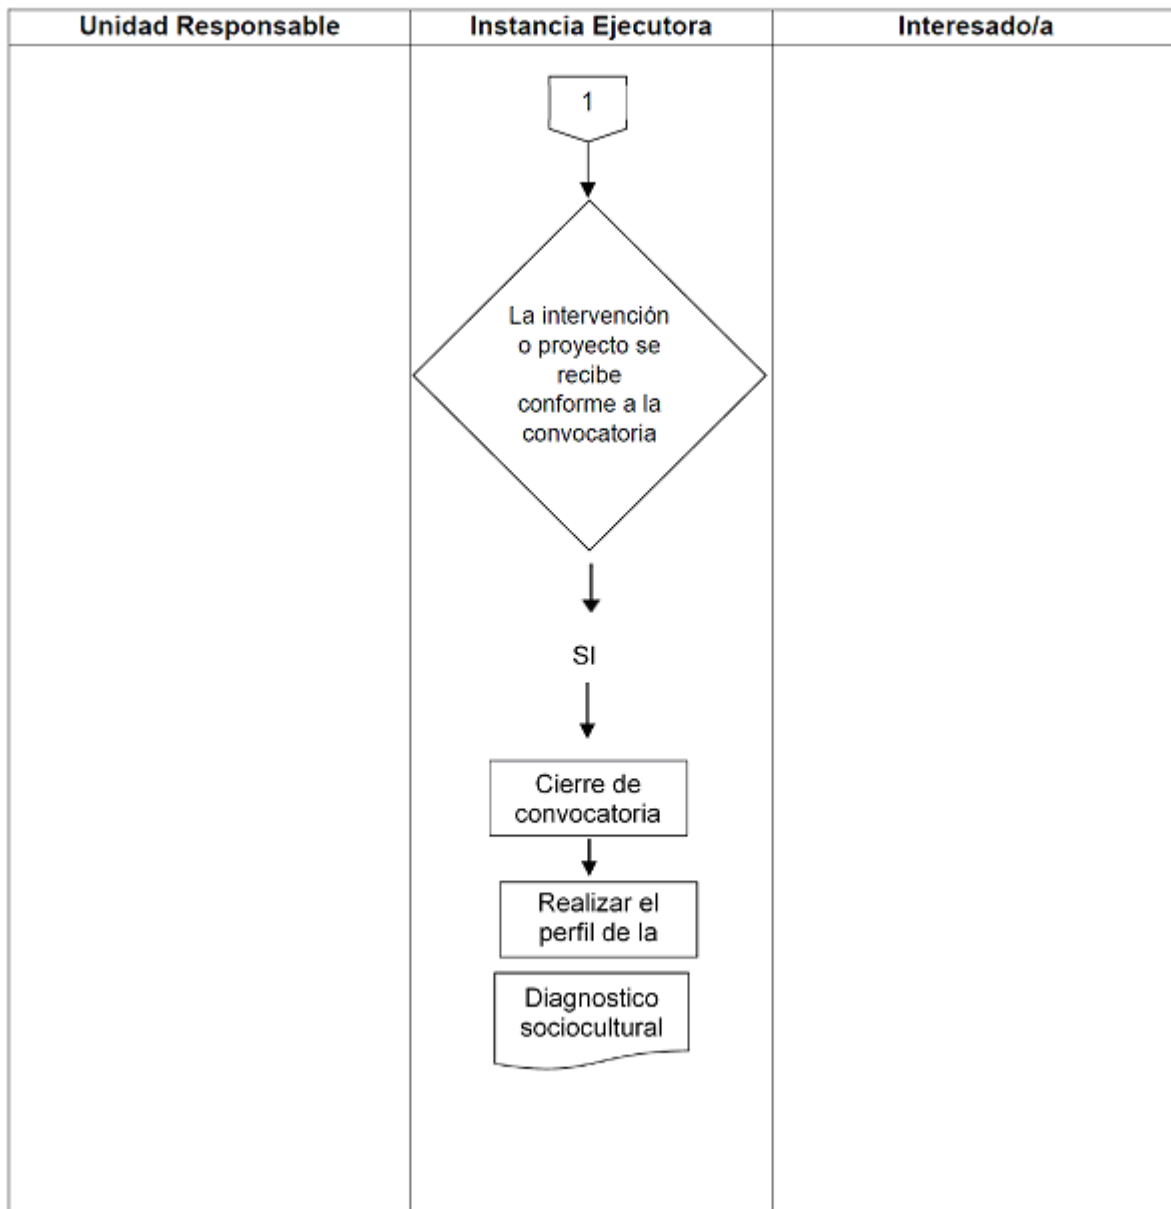 Unidad Responsable
Instancia Ejecutora
Interesado/a
1
La intervención
o proyecto se
recibe
conforme a la
convocatoria
SI
Cierre de
convocatoria
Realizar el
perfil de la
Diagnostico
sociocultural